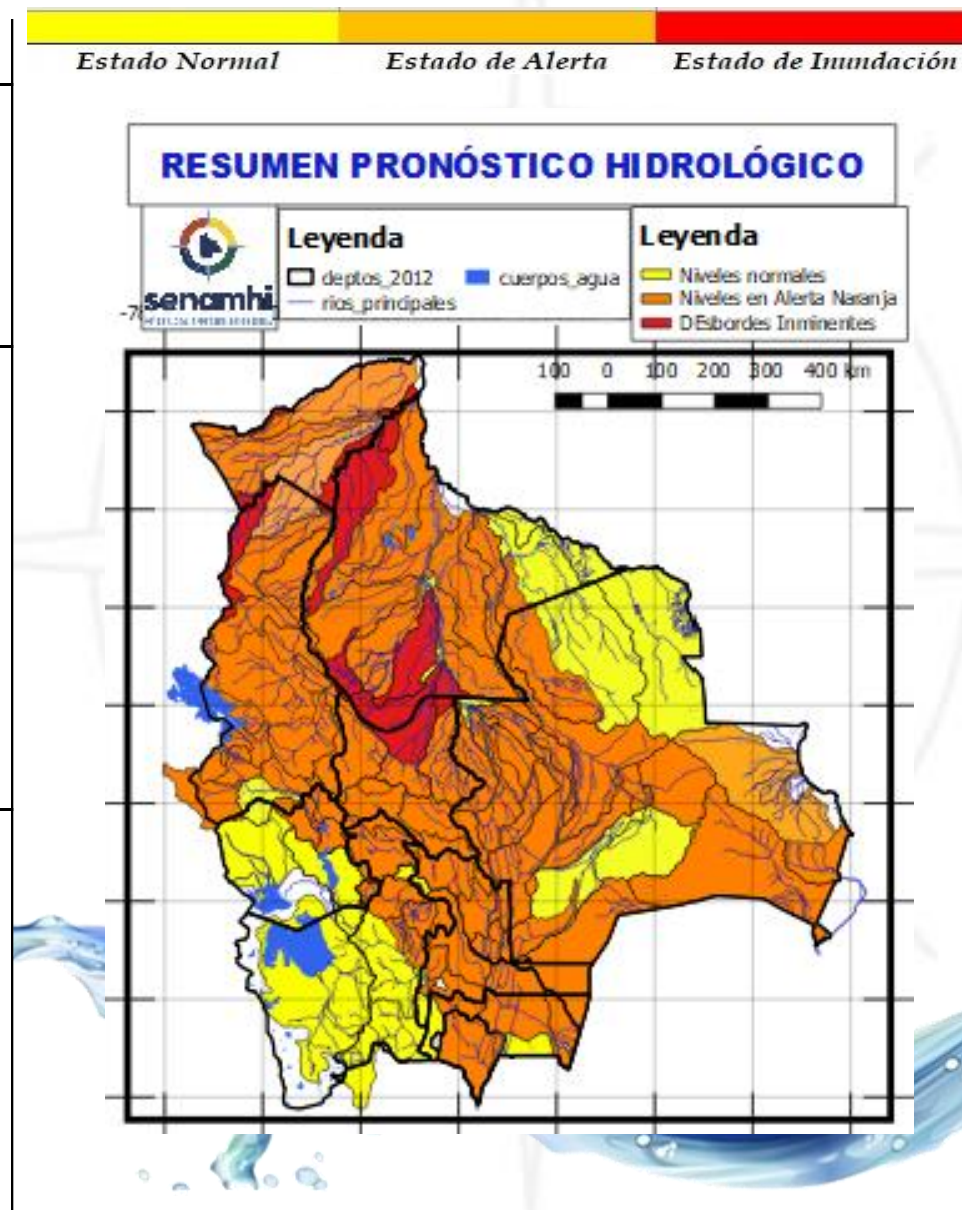 Estado Normal Estado de Alerta Estado de Inundación
RESUMEN PRONÓSTICO HIDROLÓGICO
senamhi
Leyenda
deptos_2012 cuerpos_agua
rios_principales
Leyenda
Niveles normales
Niveles en Alerta Naranja
DEsbordes Inminentes
100 0 100 200 300 400 km